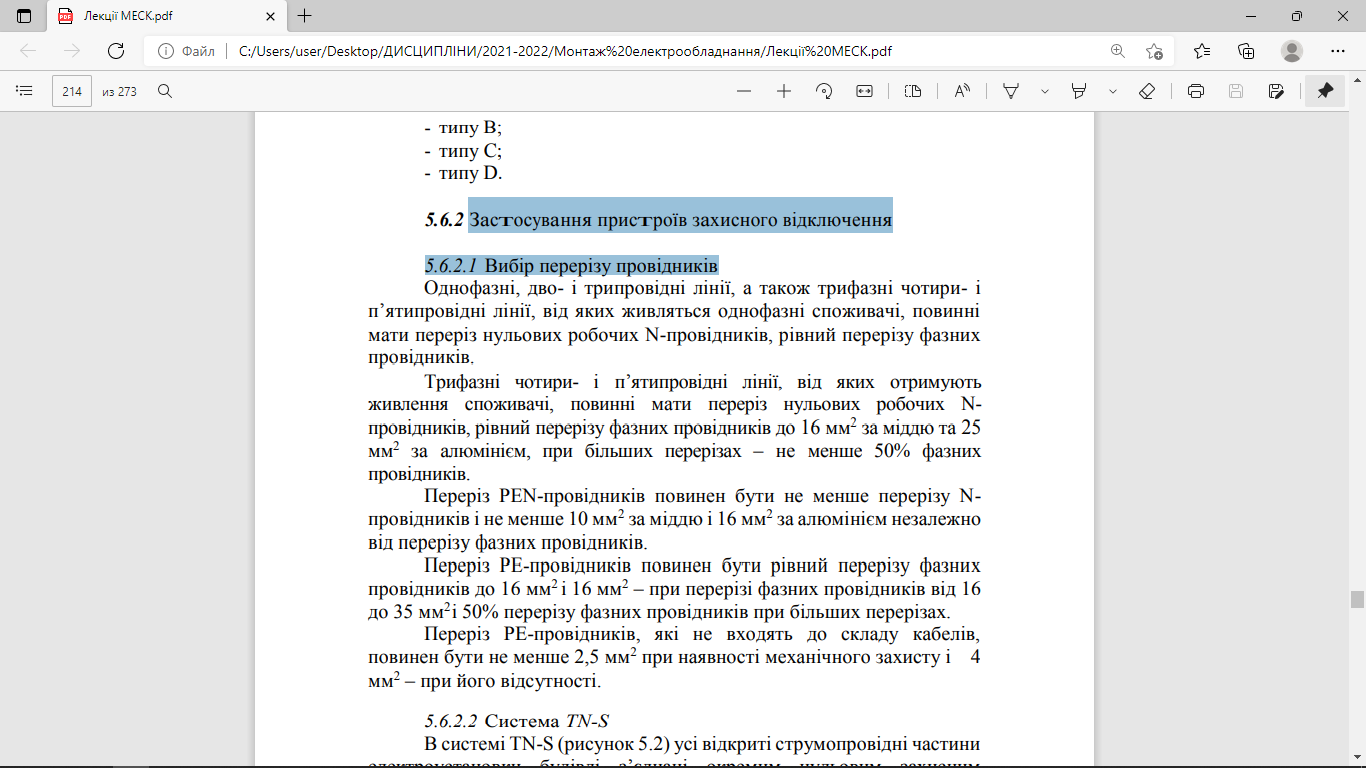 Лекції МЕСК.pdf
Файл
C:/Users/user/Desktop/ДИСЦИПЛІНИ/2021-2022/Монтаж%20електрообладнання/Лекції%20МЕСК.pdf
214 из 273
- типу B;
- типу C;
- типу D.
5.6.2 Застосування пристроїв захисного відключення
5.6.2.1 Вибір перерізу провідників
Однофазні, дво- і трипровідні лінії, а також трифазні чотири- і
п’ятипровідні лінії, від яких живляться однофазні споживачі, повинні
мати переріз нульових робочих N-провідників, рівний перерізу фазних
провідників.
Трифазні чотири- і п’ятипровідні лінії, від яких отримують
живлення споживачі, повинні мати переріз нульових робочих N-
провідників, рівний перерізу фазних провідників до 16 мм² за міддю та 25
мм² за алюмінієм, при більших перерізах – не менше 50% фазних
провідників.
Переріз PEN-провідників повинен бути не менше перерізу N-
провідників і не менше 10 мм² за міддю і 16 мм² за алюмінієм незалежно
від перерізу фазних провідників.
Переріз PE-провідників повинен бути рівний перерізу фазних
провідників до 16 мм² і 16 мм² – при перерізі фазних провідників від 16
до 35 мм²і 50% перерізу фазних провідників при більших перерізах.
Переріз PE-провідників, які не входять до складу кабелів,
повинен бути не менше 2,5 мм² при наявності механічного захисту і 4
мм² – при його відсутності.
5.6.2.2 Система TN-S
В системі TN-S (рисунок 5.2) усі відкриті струмопровідні частини
електроустановки будівлі з’єднані окремим нульовим захисним